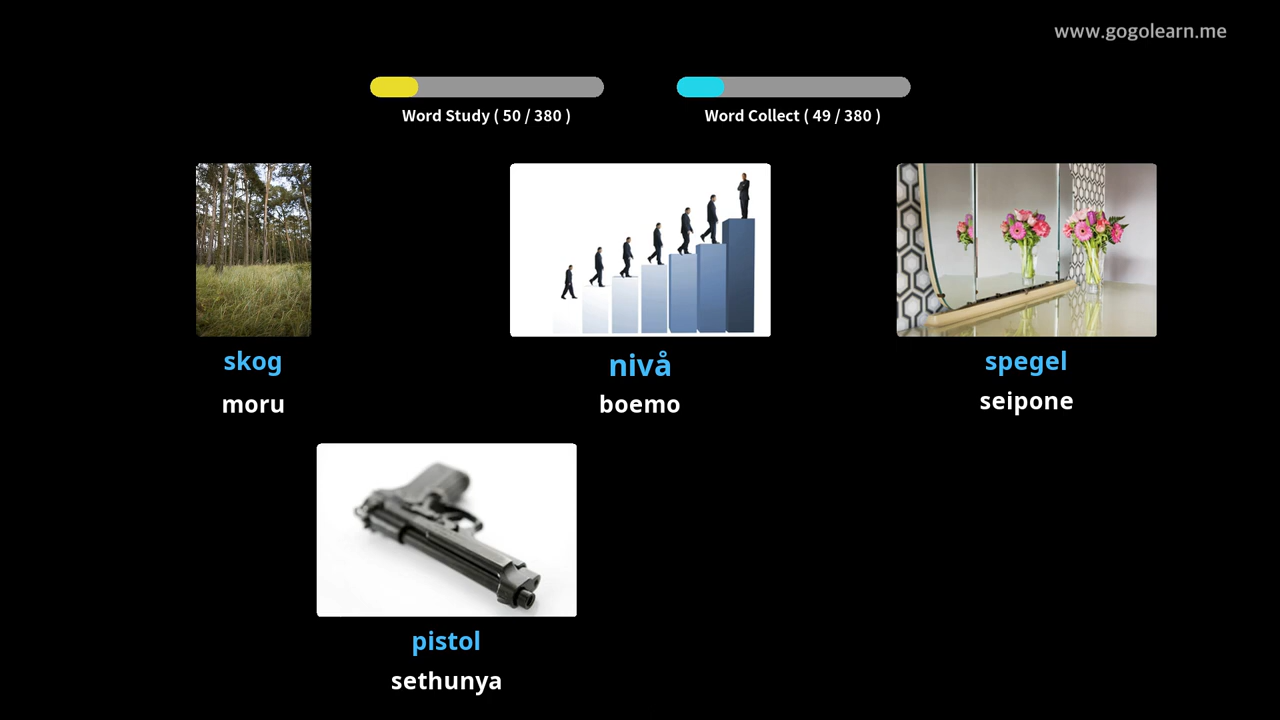 www.gogolearn.me
Word Study ( 50 / 380 )
Word Collect ( 49 / 380 )
skog
moru
nivå
boemo
spegel
seipone
pistol
sethunya